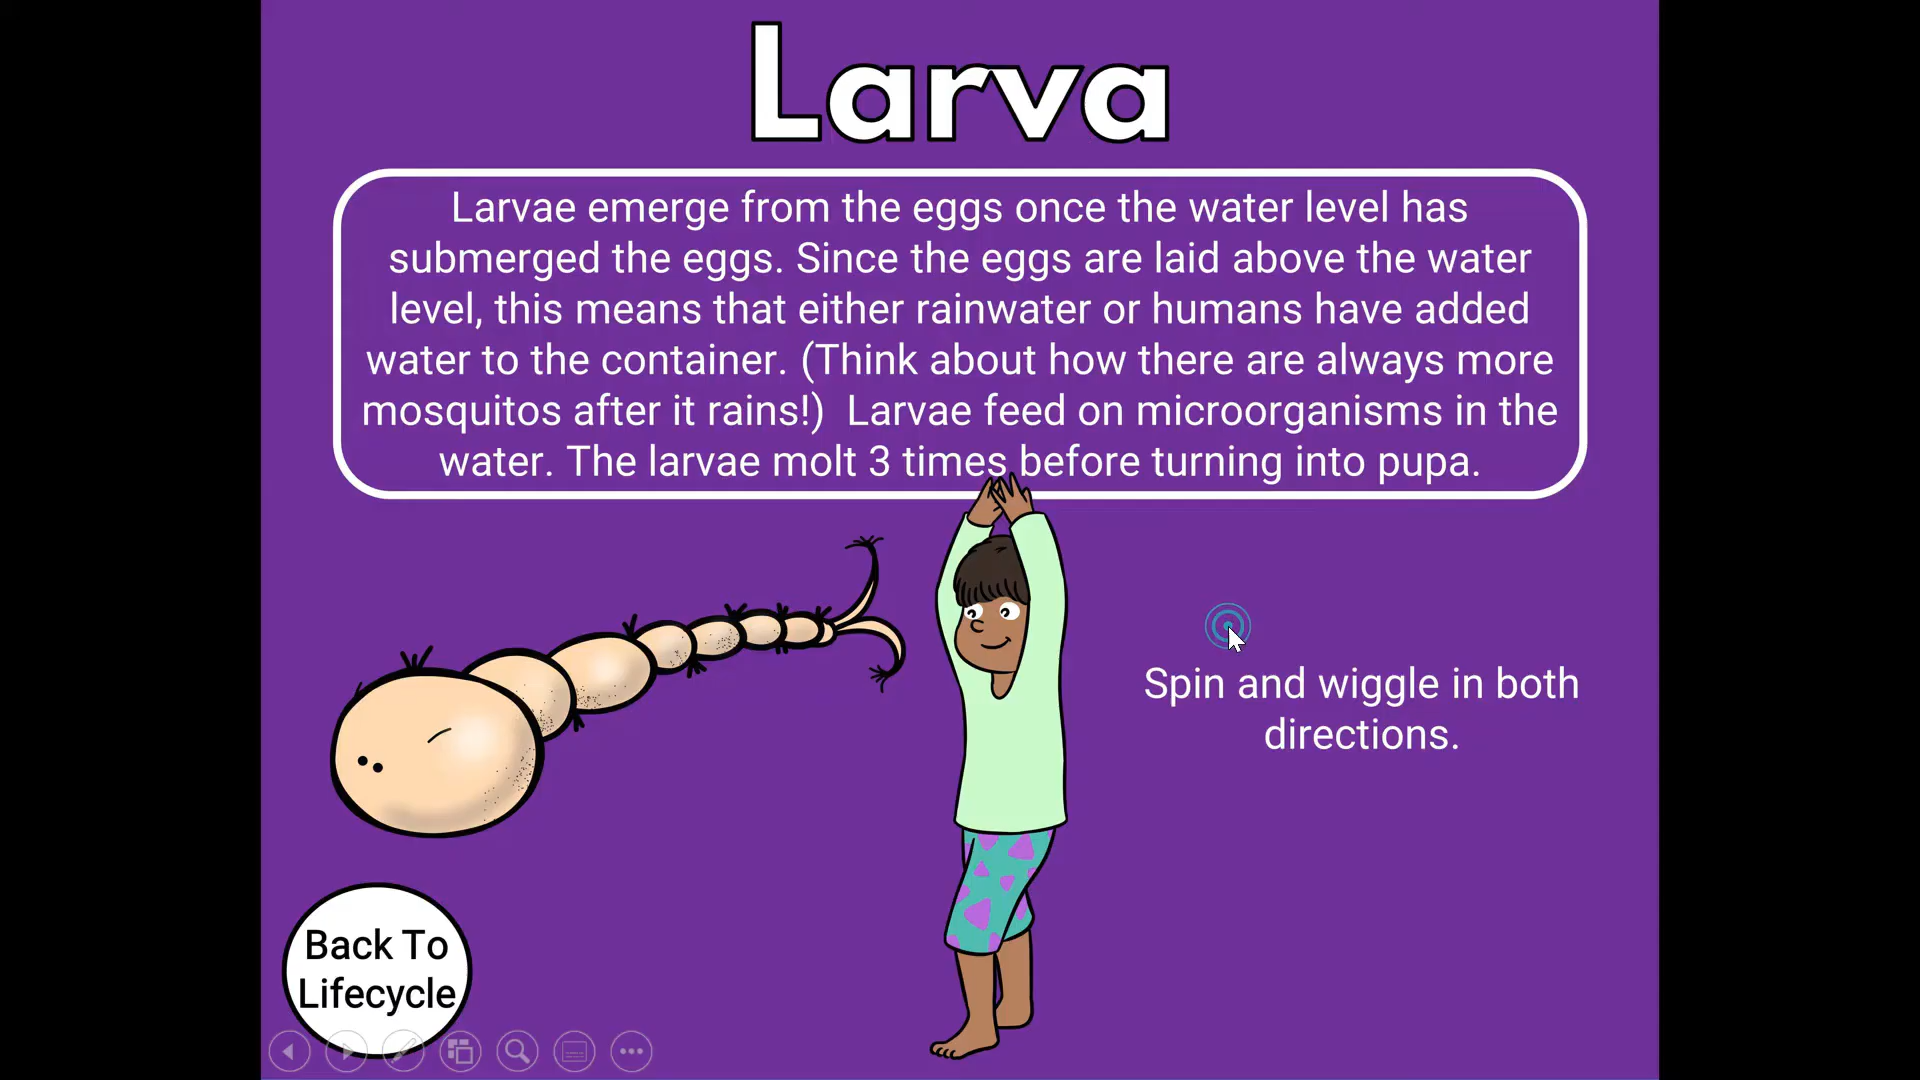 Larva
Larvae emerge from the eggs once the water level has
submerged the eggs. Since the eggs are laid above the water
level, this means that either rainwater or humans have added
water to the container. (Think about how there are always more
mosquitos after it rains!)  Larvae feed on microorganisms in the
water. The larvae molt 3 times before turning into pupa.
Spin and wiggle in both
directions.
Back To
Lifecycle